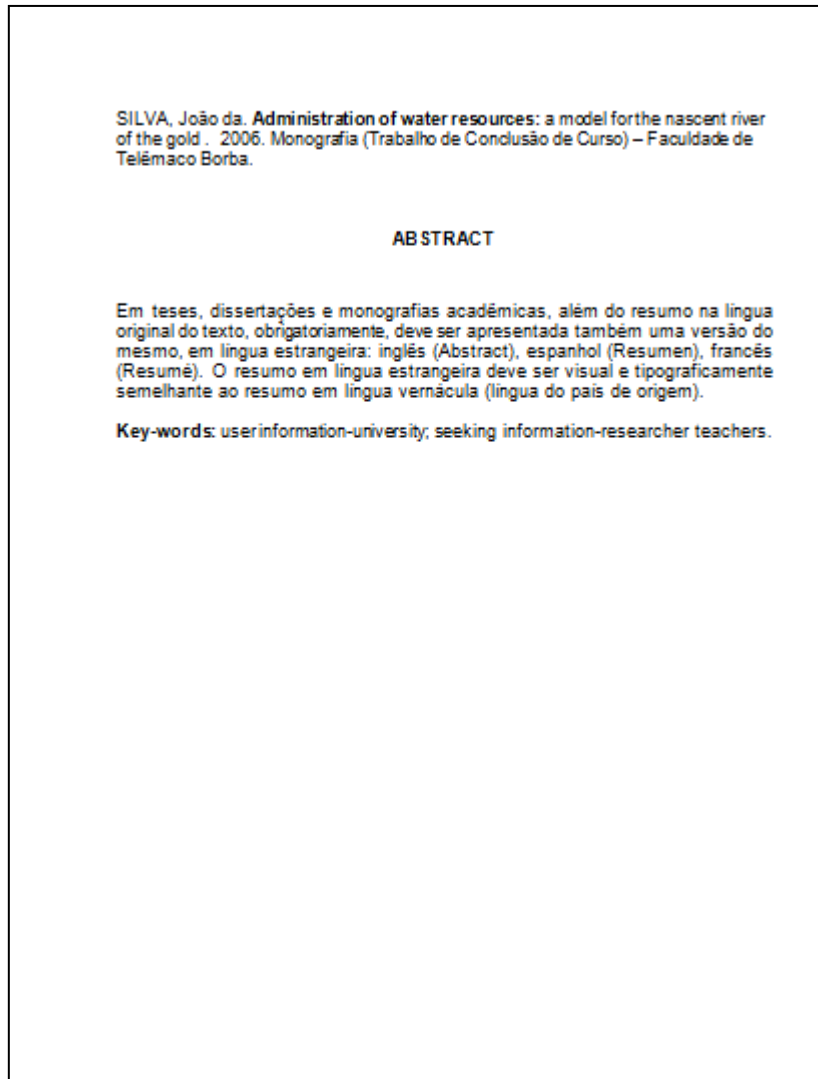 SILVA, João da. Administration of water resources: a model for the nascent river
of the gold .  2006. Monografia (Trabalho de Conclusão de Curso) – Faculdade de
Telêmaco Borba.
ABSTRACT
Em teses, dissertações e monografias acadêmicas, além do resumo na língua
original do texto, obrigatoriamente, deve ser apresentada também uma versão do
mesmo, em língua estrangeira: inglês (Abstract), espanhol (Resumen), francês
(Resumé). O resumo em língua estrangeira deve ser visual e tipograficamente
semelhante ao resumo em língua vernácula (língua do país de origem).
Key-words: user information-university; seeking information-researcher teachers.